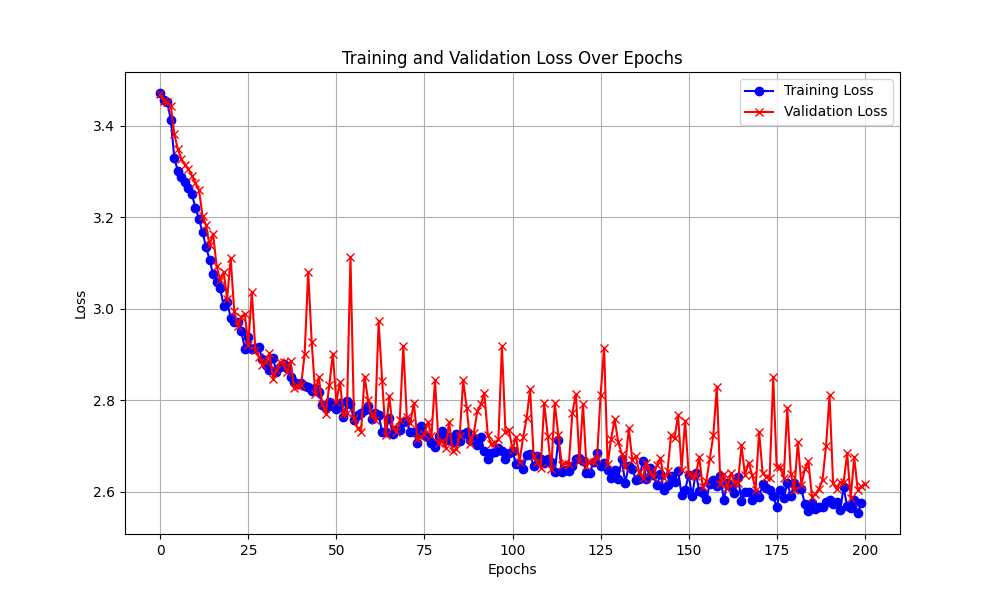 Training and Validation Loss Over Epochs
Training Loss
Validation Loss
3.4
3.2
3.0
2.8
2.6
Loss
0 25 50 75 100 125 150 175 200
Epochs